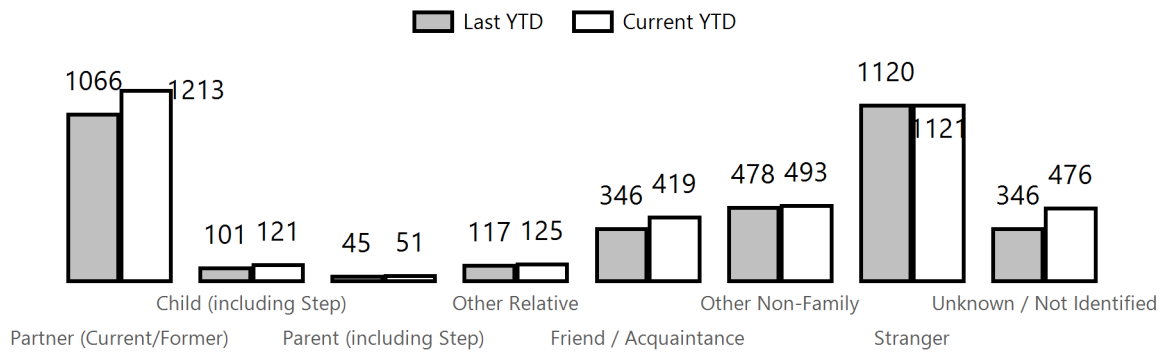 Last YTD Current YTD
1066 1213 101 121 45 51 117 125 346 419 478 493 1120 1121 346 476
Child (including Step) Other Relative Other Non-Family Unknown / Not Identified
Partner (Current/Former) Parent (including Step) Friend / Acquaintance Stranger